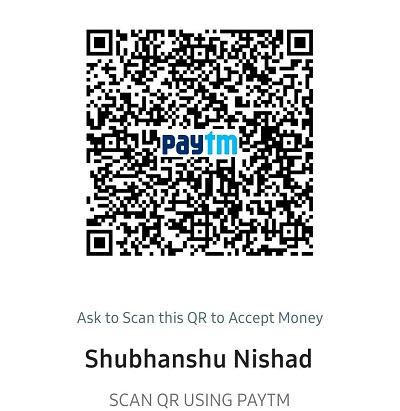 paytm
Ask to Scan this QR to Accept Money
Shubhanshu Nishad
SCAN QR USING PAYTM